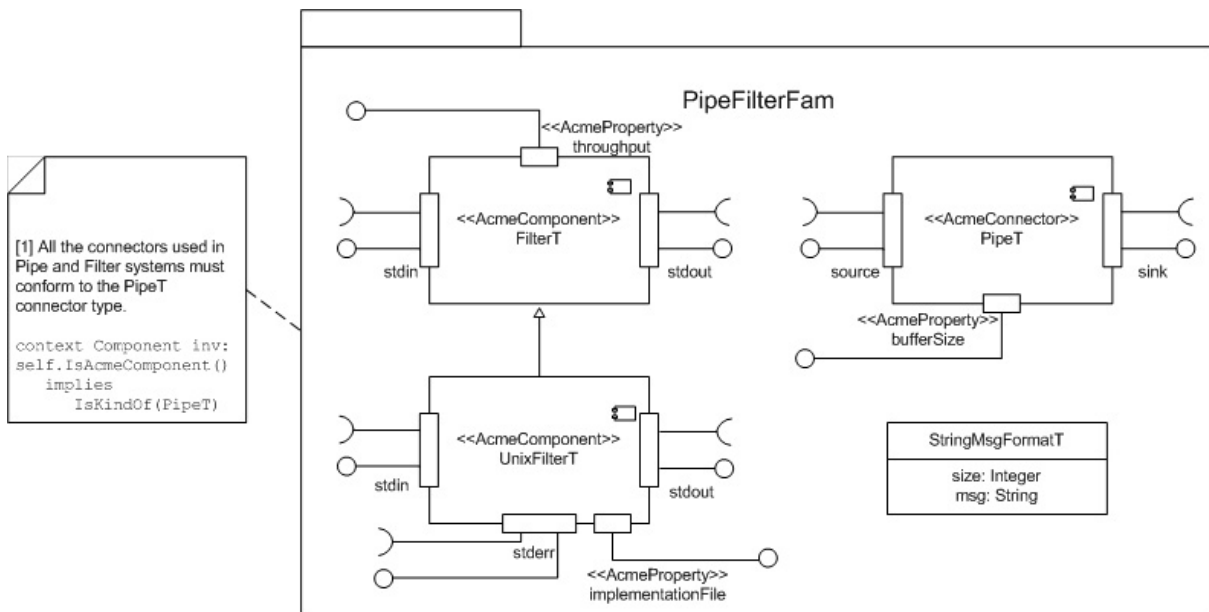 PipeFilterFam
<<AcmeProperty>>
throughput
<<AcmeComponent>>
FilterT
stdin
stdout
<<AcmeConnector>>
PipeT
source
sink
<<AcmeProperty>>
bufferSize
[1] All the connectors used in
Pipe and Filter systems must
conform to the PipeT
connector type.
context Component inv:
self.IsAcmeComponent()
implies
IsKindOf(PipeT)
<<AcmeComponent>>
UnixFilterT
stdin
stdout
stderr
<<AcmeProperty>>
implementationFile
StringMsgFormatT
size: Integer
msg: String